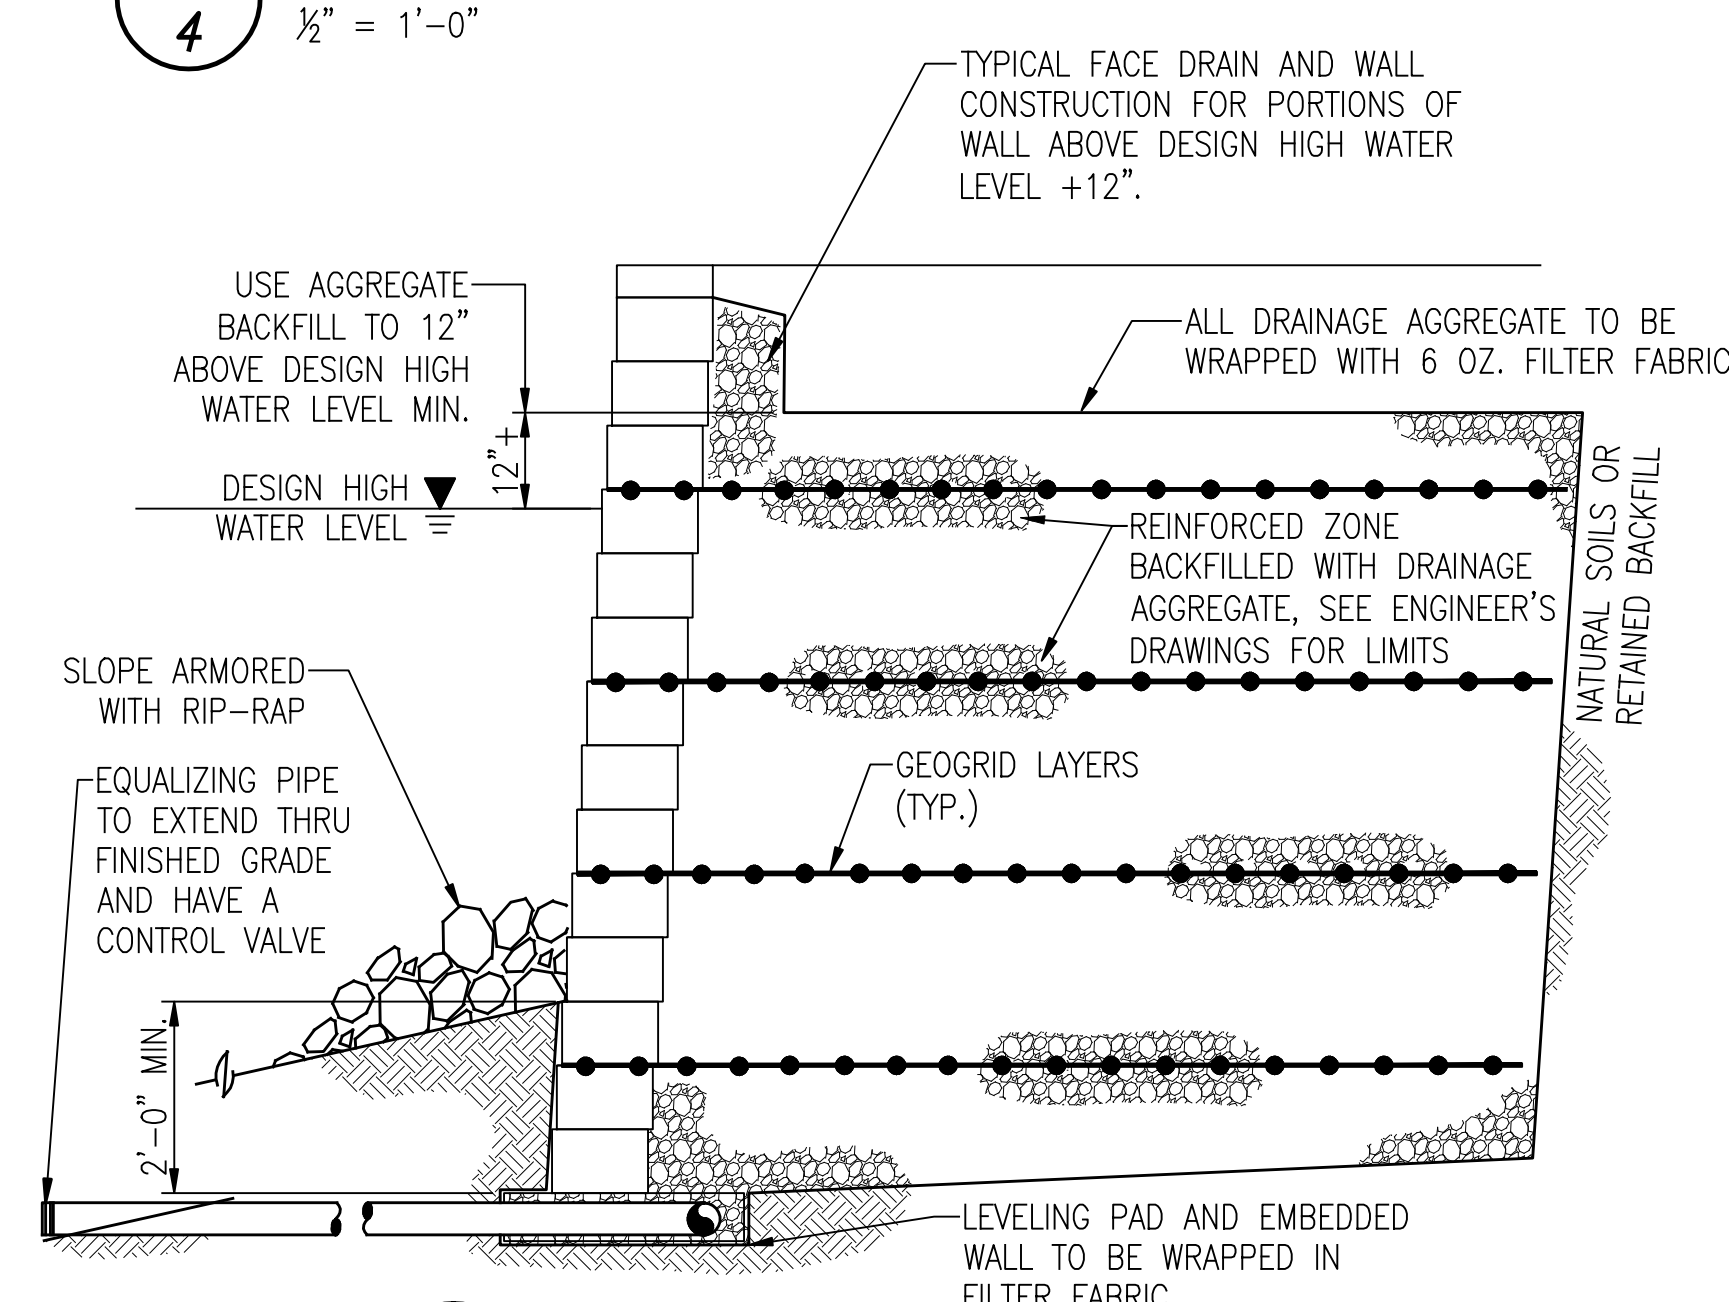 4
½" = 1'-0"
TYPICAL FACE DRAIN AND WALL
CONSTRUCTION FOR PORTIONS OF
WALL ABOVE DESIGN HIGH WATER
LEVEL +12".
USE AGGREGATE
BACKFILL TO 12"
ABOVE DESIGN HIGH
WATER LEVEL MIN.
ALL DRAINAGE AGGREGATE TO BE
WRAPPED WITH 6 OZ. FILTER FABRIC
12"+
DESIGN HIGH
WATER LEVEL
REINFORCED ZONE
BACKFILLED WITH DRAINAGE
AGGREGATE, SEE ENGINEER'S
DRAWINGS FOR LIMITS
NATURAL SOILS OR
RETAINED BACKFILL
SLOPE ARMORED
WITH RIP-RAP
EQUALIZING PIPE
TO EXTEND THRU
FINISHED GRADE
AND HAVE A
CONTROL VALVE
GEOGRID LAYERS
(TYP.)
2'-0" MIN.
LEVELING PAD AND EMBEDDED
WALL TO BE WRAPPED IN
FILTER FABRIC